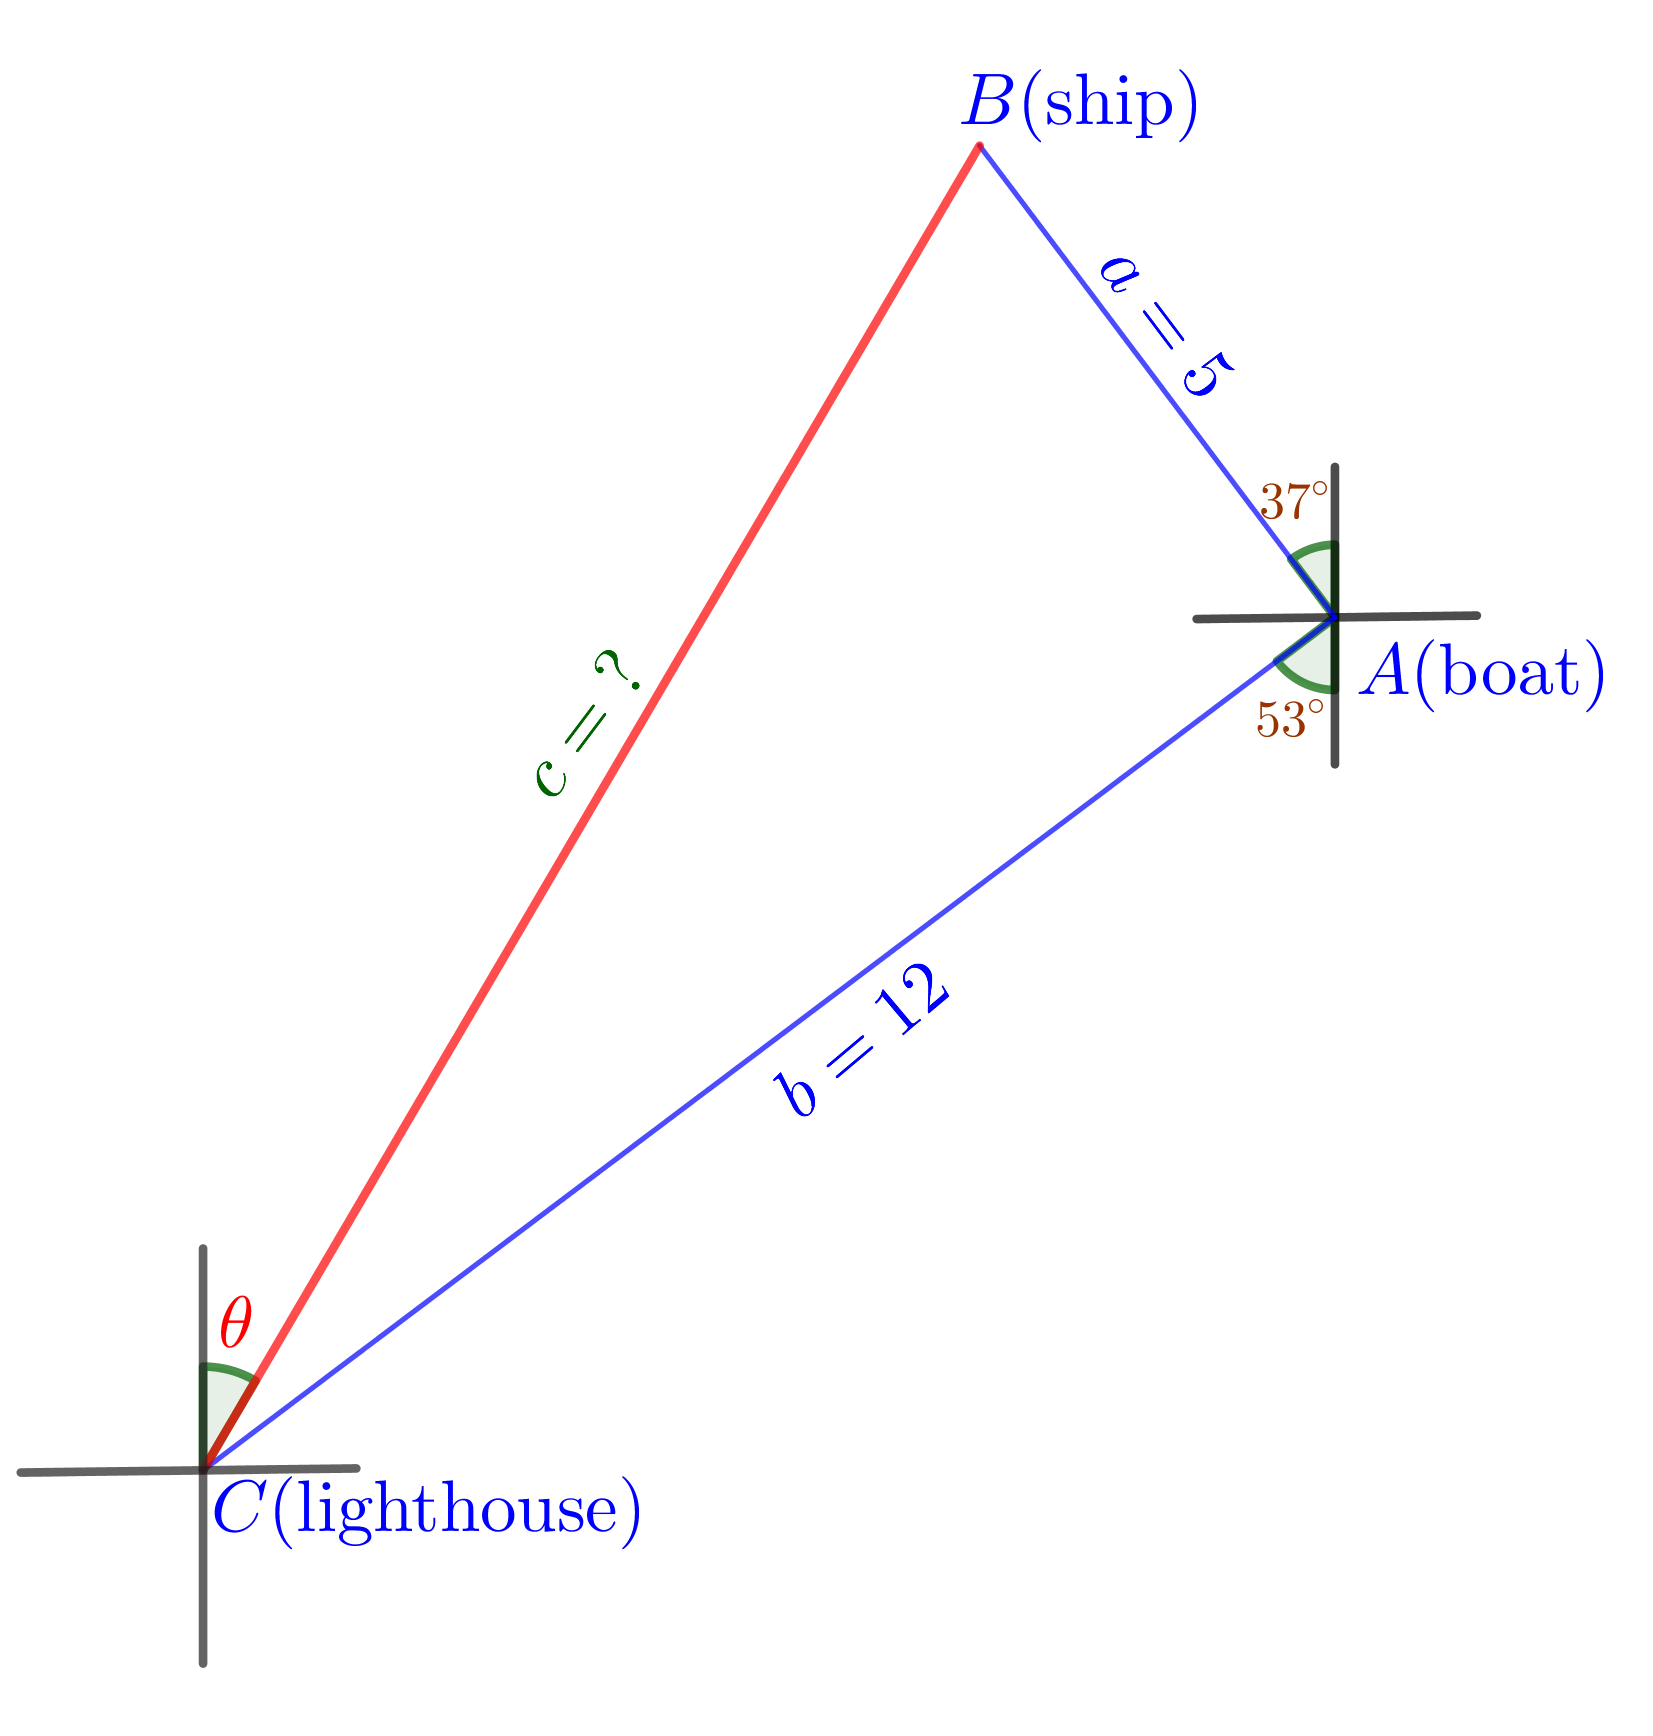 B(ship)
a = 5
37°
A(boat)
53°
c = ?
b = 12
θ
C(lighthouse)